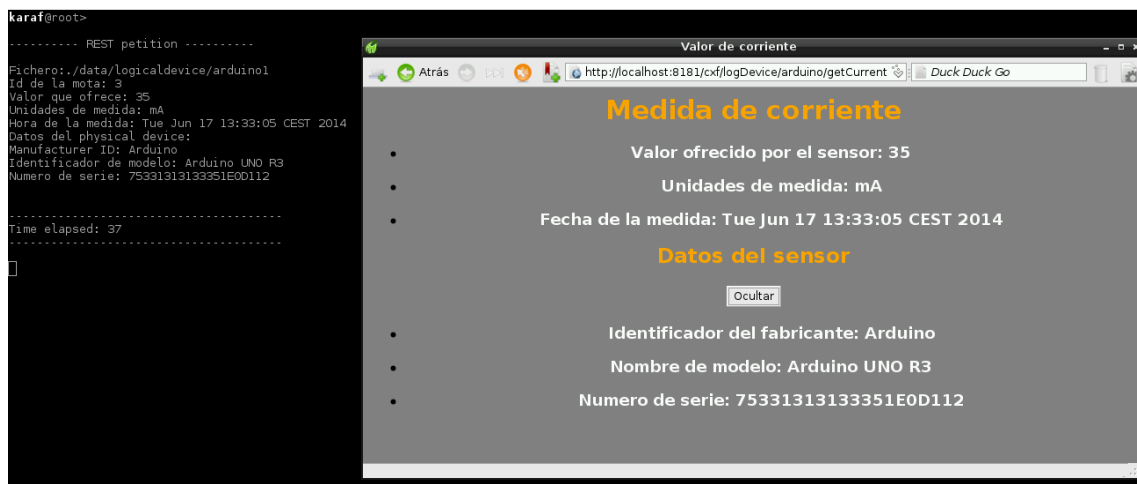 karaf@root>
---------- REST petition ----------
Fichero:./data/logicaldevice/arduino1
Id de la mota: 3
Valor que ofrece: 35
Unidades de medida: mA
Hora de la medida: Tue Jun 17 13:33:05 CEST 2014
Datos del physical device:
Manufacturer ID: Arduino
Identificador de modelo: Arduino UNO R3
Numero de serie: 75331313133351E0D112
-------------------------------------
Time elapsed: 37
-------------------------------------
Valor de corriente
Atrás http://localhost:8181/cxf/logDevice/arduino/getCurrent Duck Duck Go
Medida de corriente
• Valor ofrecido por el sensor: 35
• Unidades de medida: mA
• Fecha de la medida: Tue Jun 17 13:33:05 CEST 2014
Datos del sensor
Ocultar
• Identificador del fabricante: Arduino
• Nombre de modelo: Arduino UNO R3
• Numero de serie: 75331313133351E0D112